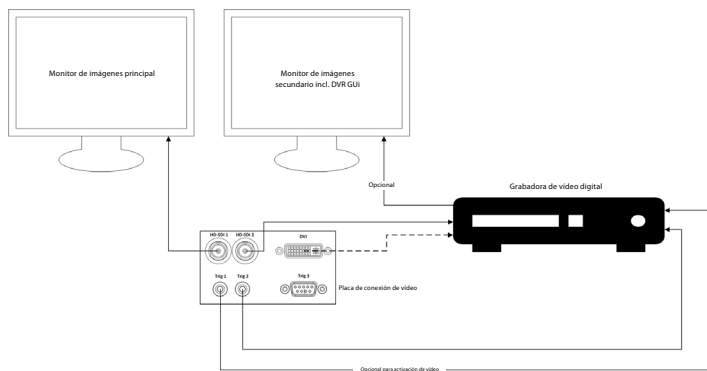 Monitor de imágenes principal
Monitor de imágenes
secundario incl. DVR GUi
Opcional
Grabadora de vídeo digital
HD-SDI 1
HD-SDI 2
DVI
Trig 1
Trig 2
Trig 3
Placa de conexión de vídeo
Opcional para activación de vídeo